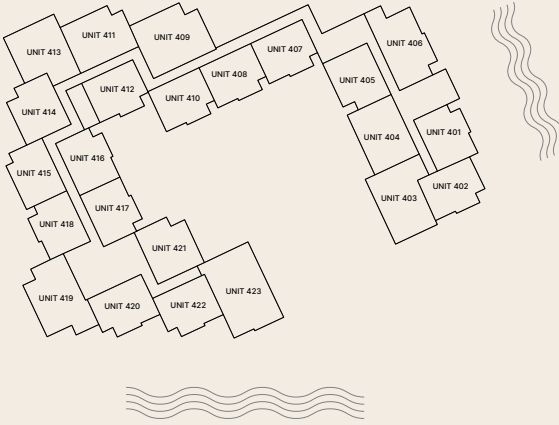 UNIT 411
UNIT 409
UNIT 413
UNIT 406
UNIT 407
UNIT 408
UNIT 405
UNIT 412
UNIT 410
UNIT 414
UNIT 401
UNIT 404
UNIT 416
UNIT 415
UNIT 402
UNIT 403
UNIT 417
UNIT 418
UNIT 421
UNIT 423
UNIT 419
UNIT 420
UNIT 422